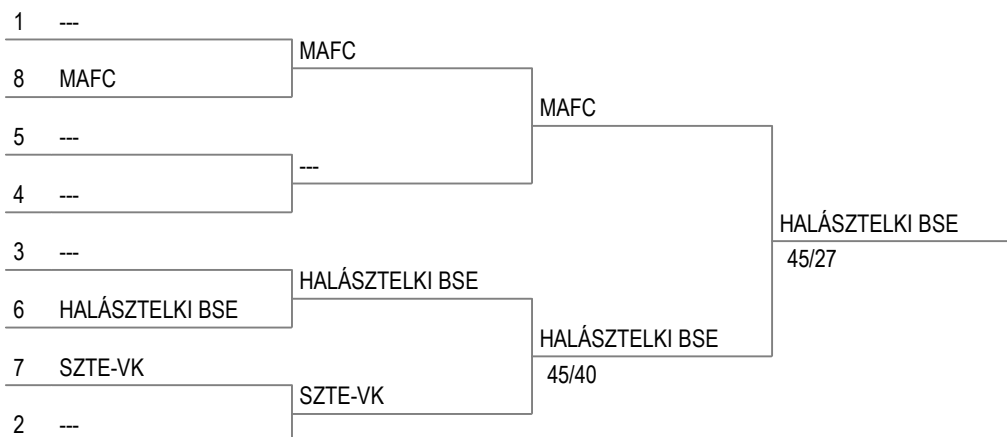 1 ---
MAFC
8 MAFC
MAFC
5 ---
---
4 ---
HALÁSZTELKI BSE
45/27
3 ---
HALÁSZTELKI BSE
6 HALÁSZTELKI BSE
HALÁSZTELKI BSE
45/40
7 SZTE-VK
SZTE-VK
2 ---